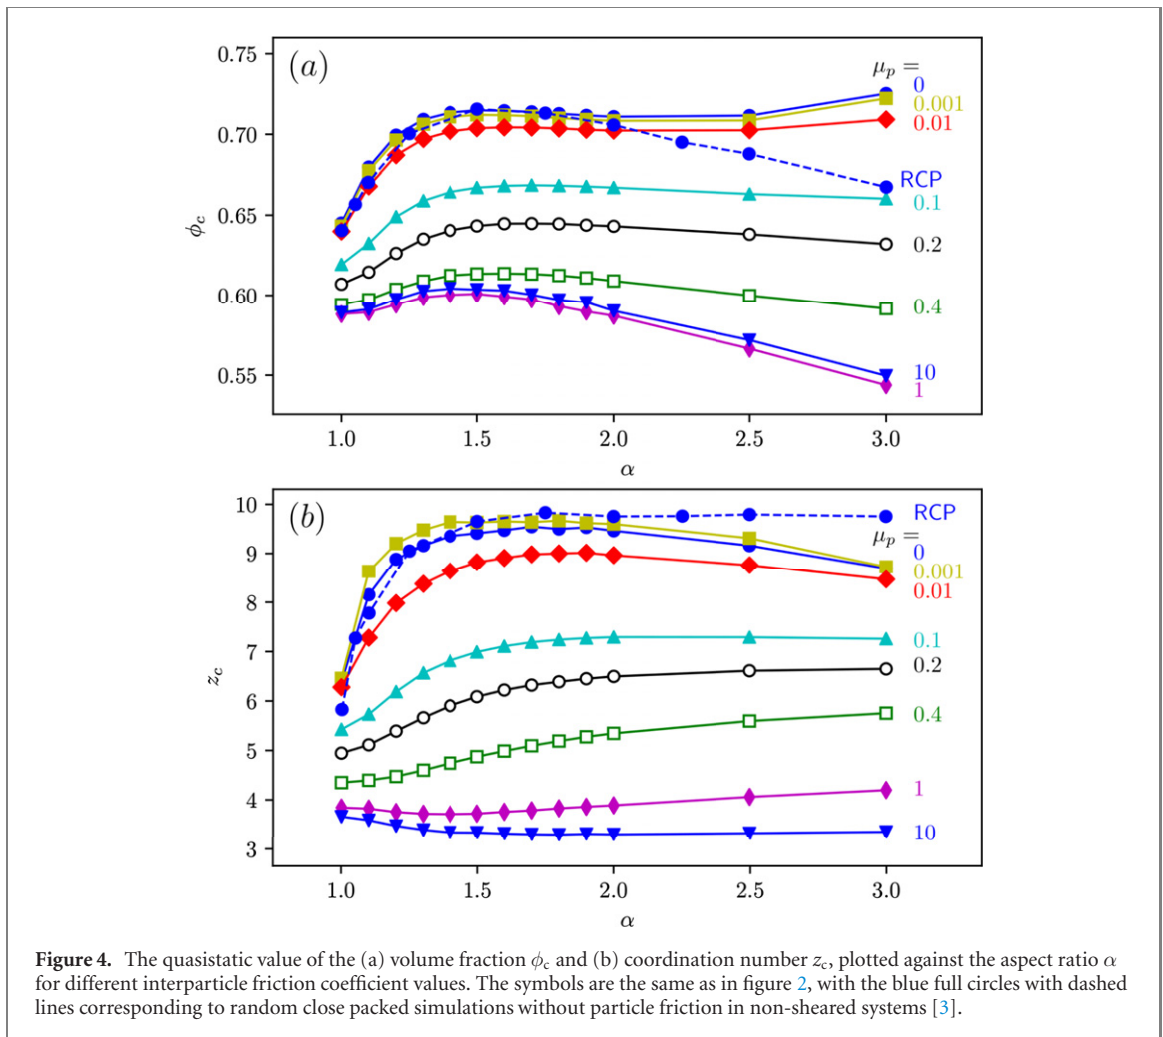 (a)
0.75
0.70
0.65
0.60
0.55
ϕc
μp =
0
0.001
0.01
RCP
0.1
0.2
0.4
10
1
1.0 1.5 2.0 2.5 3.0
α
(b)
10
9
8
7
6
5
4
3
zc
RCP
μp =
0
0.001
0.01
0.1
0.2
0.4
1
10
1.0 1.5 2.0 2.5 3.0
α
Figure 4. The quasistatic value of the (a) volume fraction ϕc and (b) coordination number zc, plotted against the aspect ratio α
for different interparticle friction coefficient values. The symbols are the same as in figure 2, with the blue full circles with dashed
lines corresponding to random close packed simulations without particle friction in non-sheared systems [3].